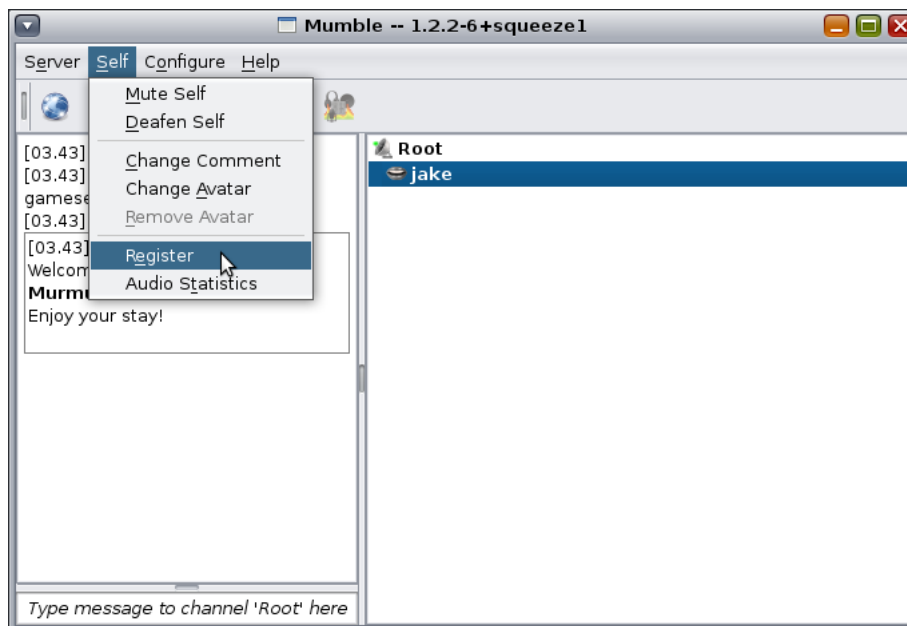 Mumble -- 1.2.2-6+squeeze1
Server Self Configure Help
Mute Self
Deafen Self
Change Comment
Change Avatar
Remove Avatar
Register
Audio Statistics
[03.43]
[03.43]
gamese
[03.43]
[03.43]
Welcom
Murmu
Enjoy your stay!
Type message to channel 'Root' here
Root
jake